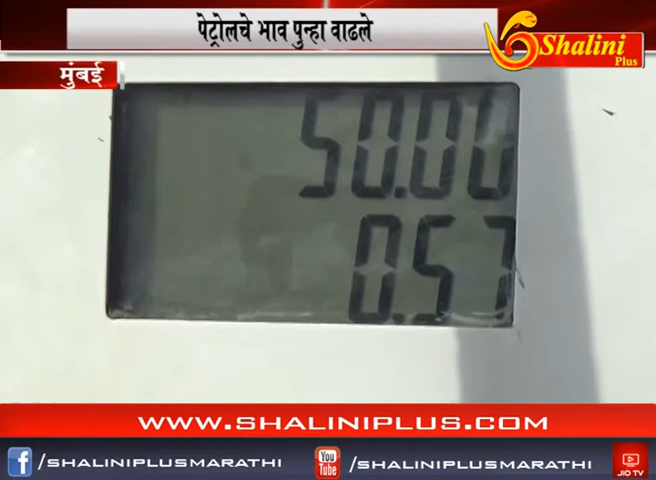 पेट्रोलचे भाव पुन्हा वाढले
Shalini
Plus
मुंबई
50.00
0.57
WWW.SHALINIPLUS.COM
f /SHALINIPLUSMARATHI
You
Tube
/SHALINIPLUSMARATHI
JIO TV